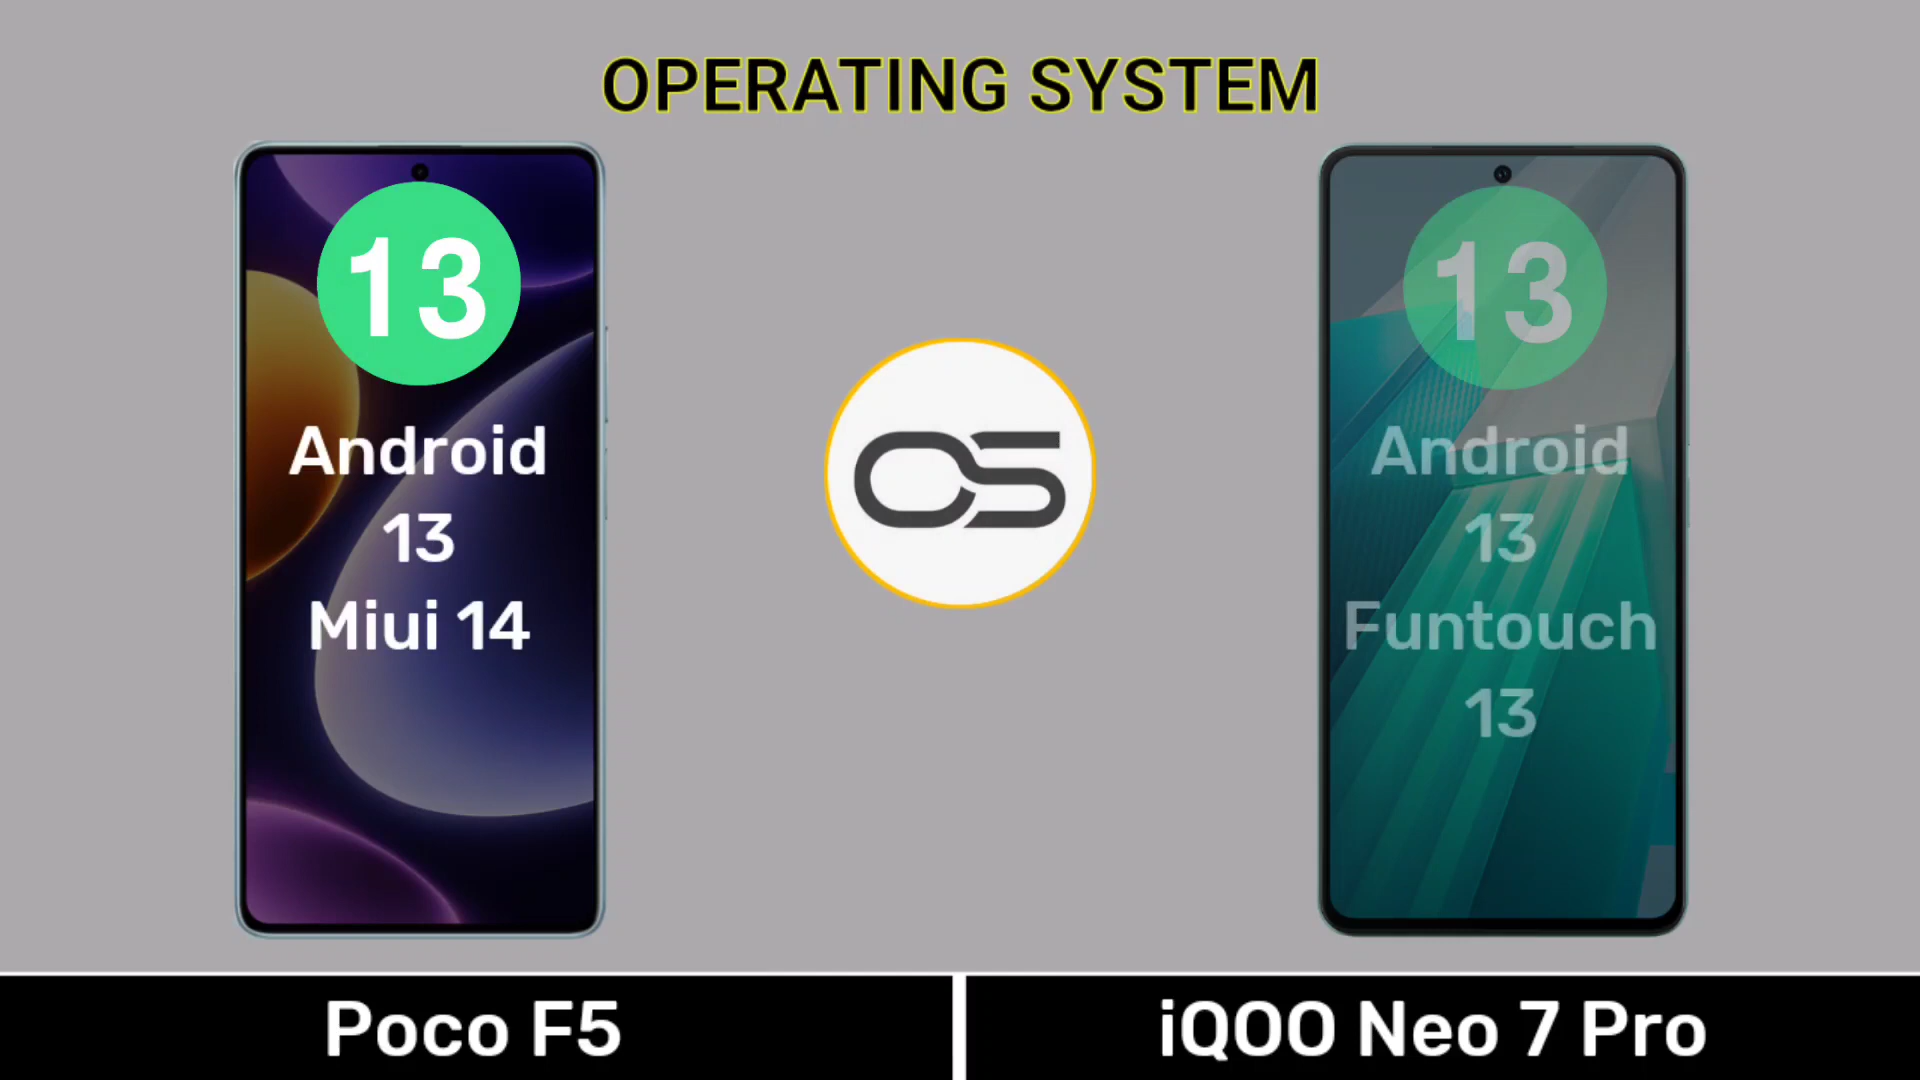 OPERATING SYSTEM
13
Android
13
Miui 14
OS
13
Android
13
Funtouch
13
Poco F5
iQOO Neo 7 Pro